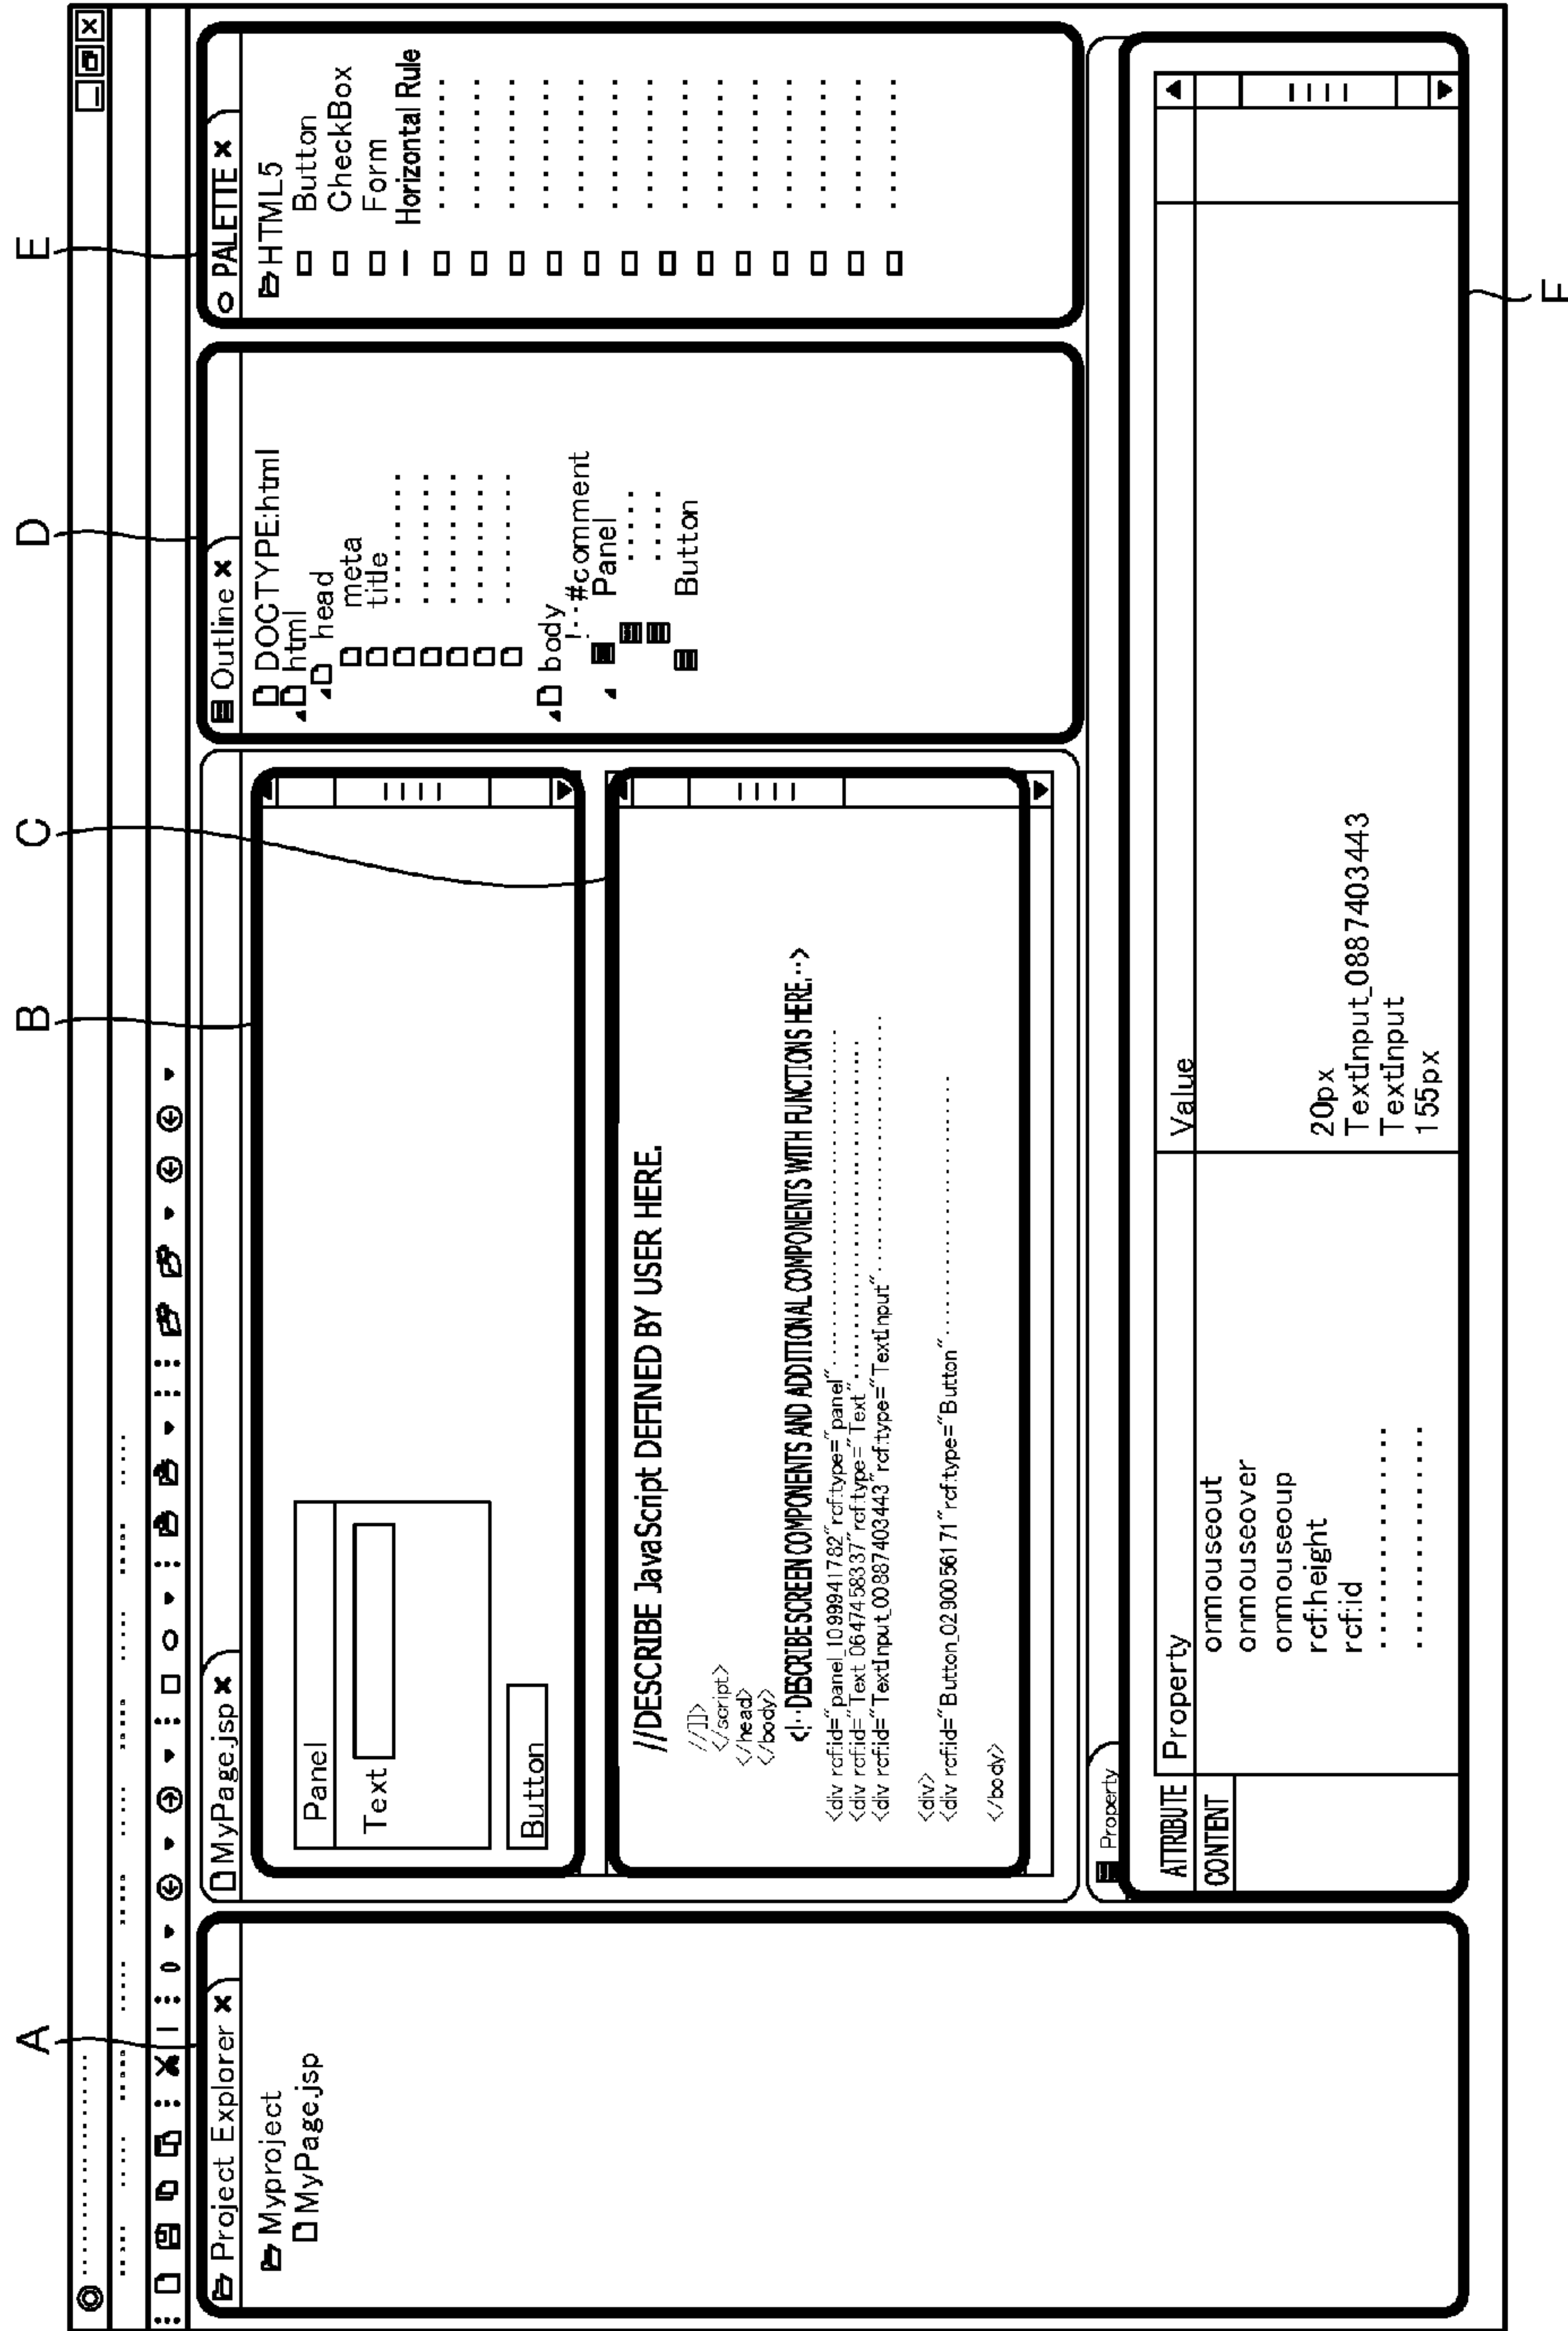 A
B
C
D
E
Project Explorer ×
Myproject
MyPage.jsp
MyPage.jsp ×
Panel
Text
Button
//DESCRIBE JavaScript DEFINED BY USER HERE.
//]]>
</script>
</head>
</body>
<!--DESCRIBE SCREEN COMPONENTS AND ADDITIONAL COMPONENTS WITH FUNCTIONS HERE.-->
<div rcf:id="panel_1099941782"rcf:type="panel"
<div rcf:id="Text_0647458337"rcf:type="Text"
<div rcf:id="TextInput_00887403443"rcf:type="TextInput"
<div>
<div rcf:id="Button_0290056171"rcf:type="Button"
</body>
Outline ×
DOCTYPE:html
html
head
meta
title
body
!--#comment
Panel
Button
PALETTE ×
HTML5
Button
CheckBox
Form
Horizontal Rule
Property
ATTRIBUTE
CONTENT
Property Value
onmouseout
onmouseover
onmouseup
rcf:height 20px
rcf:id TextInput_0887403443
TextInput
155px
F